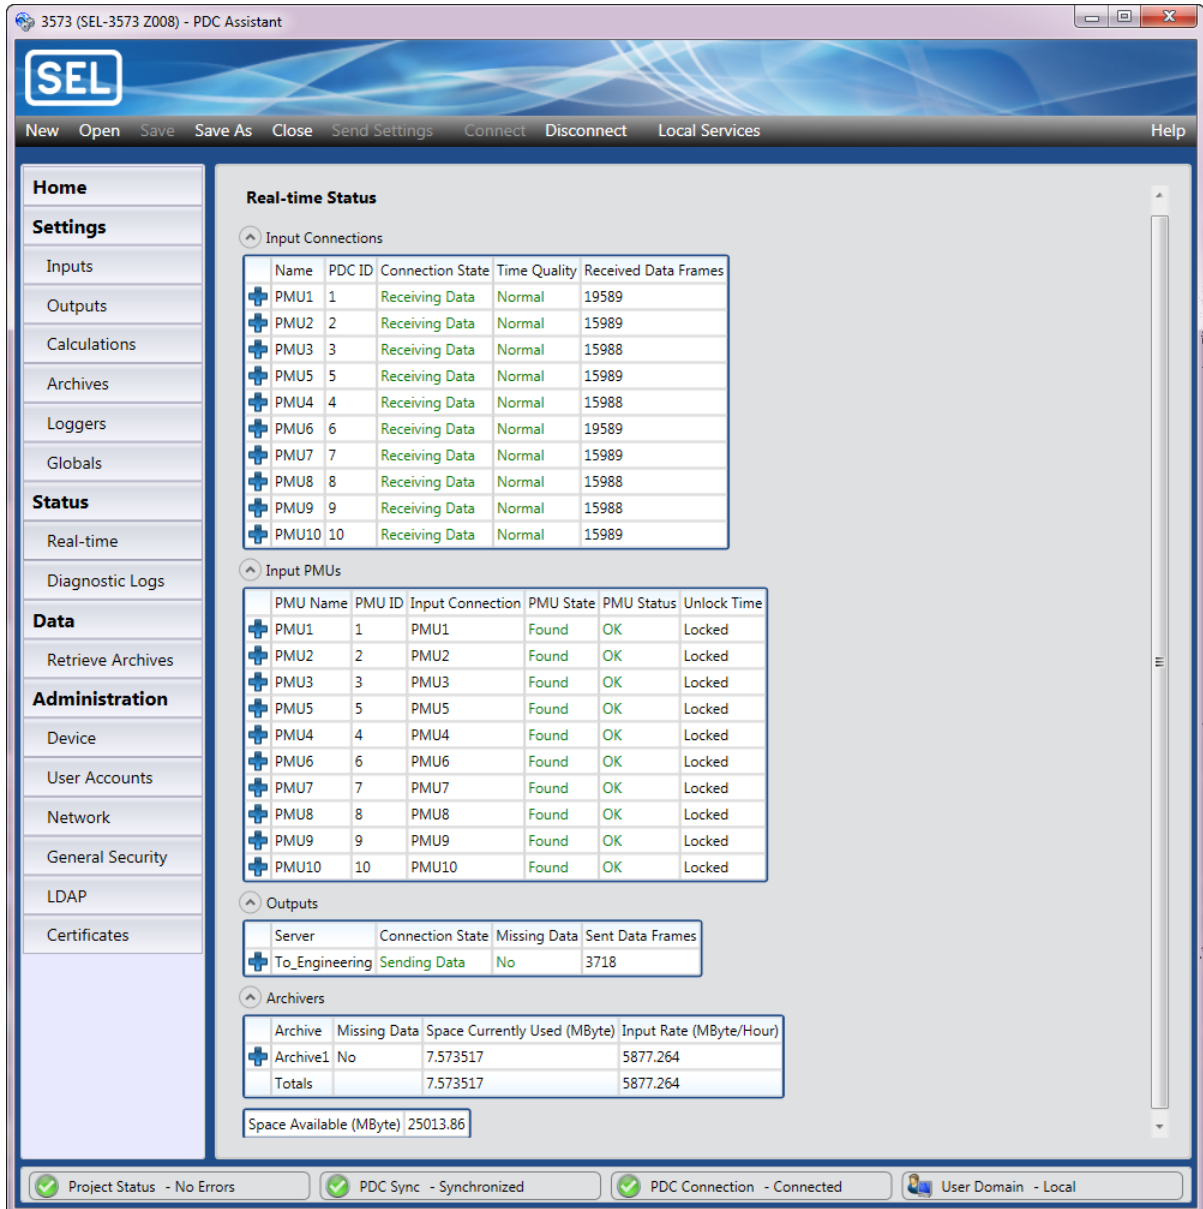 3573 (SEL-3573 Z008) - PDC Assistant
SEL
New Open Save Save As Close Send Settings Connect Disconnect Local Services Help
Home
Settings
Inputs
Outputs
Calculations
Archives
Loggers
Globals
Status
Real-time
Diagnostic Logs
Data
Retrieve Archives
Administration
Device
User Accounts
Network
General Security
LDAP
Certificates
Real-time Status
Input Connections
Name PDC ID Connection State Time Quality Received Data Frames
PMU1 1 Receiving Data Normal 19589
PMU2 2 Receiving Data Normal 15989
PMU3 3 Receiving Data Normal 15988
PMU5 5 Receiving Data Normal 15989
PMU4 4 Receiving Data Normal 15988
PMU6 6 Receiving Data Normal 19589
PMU7 7 Receiving Data Normal 15989
PMU8 8 Receiving Data Normal 15988
PMU9 9 Receiving Data Normal 15988
PMU10 10 Receiving Data Normal 15989
Input PMUs
PMU Name PMU ID Input Connection PMU State PMU Status Unlock Time
PMU1 1 PMU1 Found OK Locked
PMU2 2 PMU2 Found OK Locked
PMU3 3 PMU3 Found OK Locked
PMU5 5 PMU5 Found OK Locked
PMU4 4 PMU4 Found OK Locked
PMU6 6 PMU6 Found OK Locked
PMU7 7 PMU7 Found OK Locked
PMU8 8 PMU8 Found OK Locked
PMU9 9 PMU9 Found OK Locked
PMU10 10 PMU10 Found OK Locked
Outputs
Server Connection State Missing Data Sent Data Frames
To_Engineering Sending Data No 3718
Archivers
Archive Missing Data Space Currently Used (MByte) Input Rate (MByte/Hour)
Archive1 No 7.573517 5877.264
Totals 7.573517 5877.264
Space Available (MByte) 25013.86
Project Status - No Errors
PDC Sync - Synchronized
PDC Connection - Connected
User Domain - Local